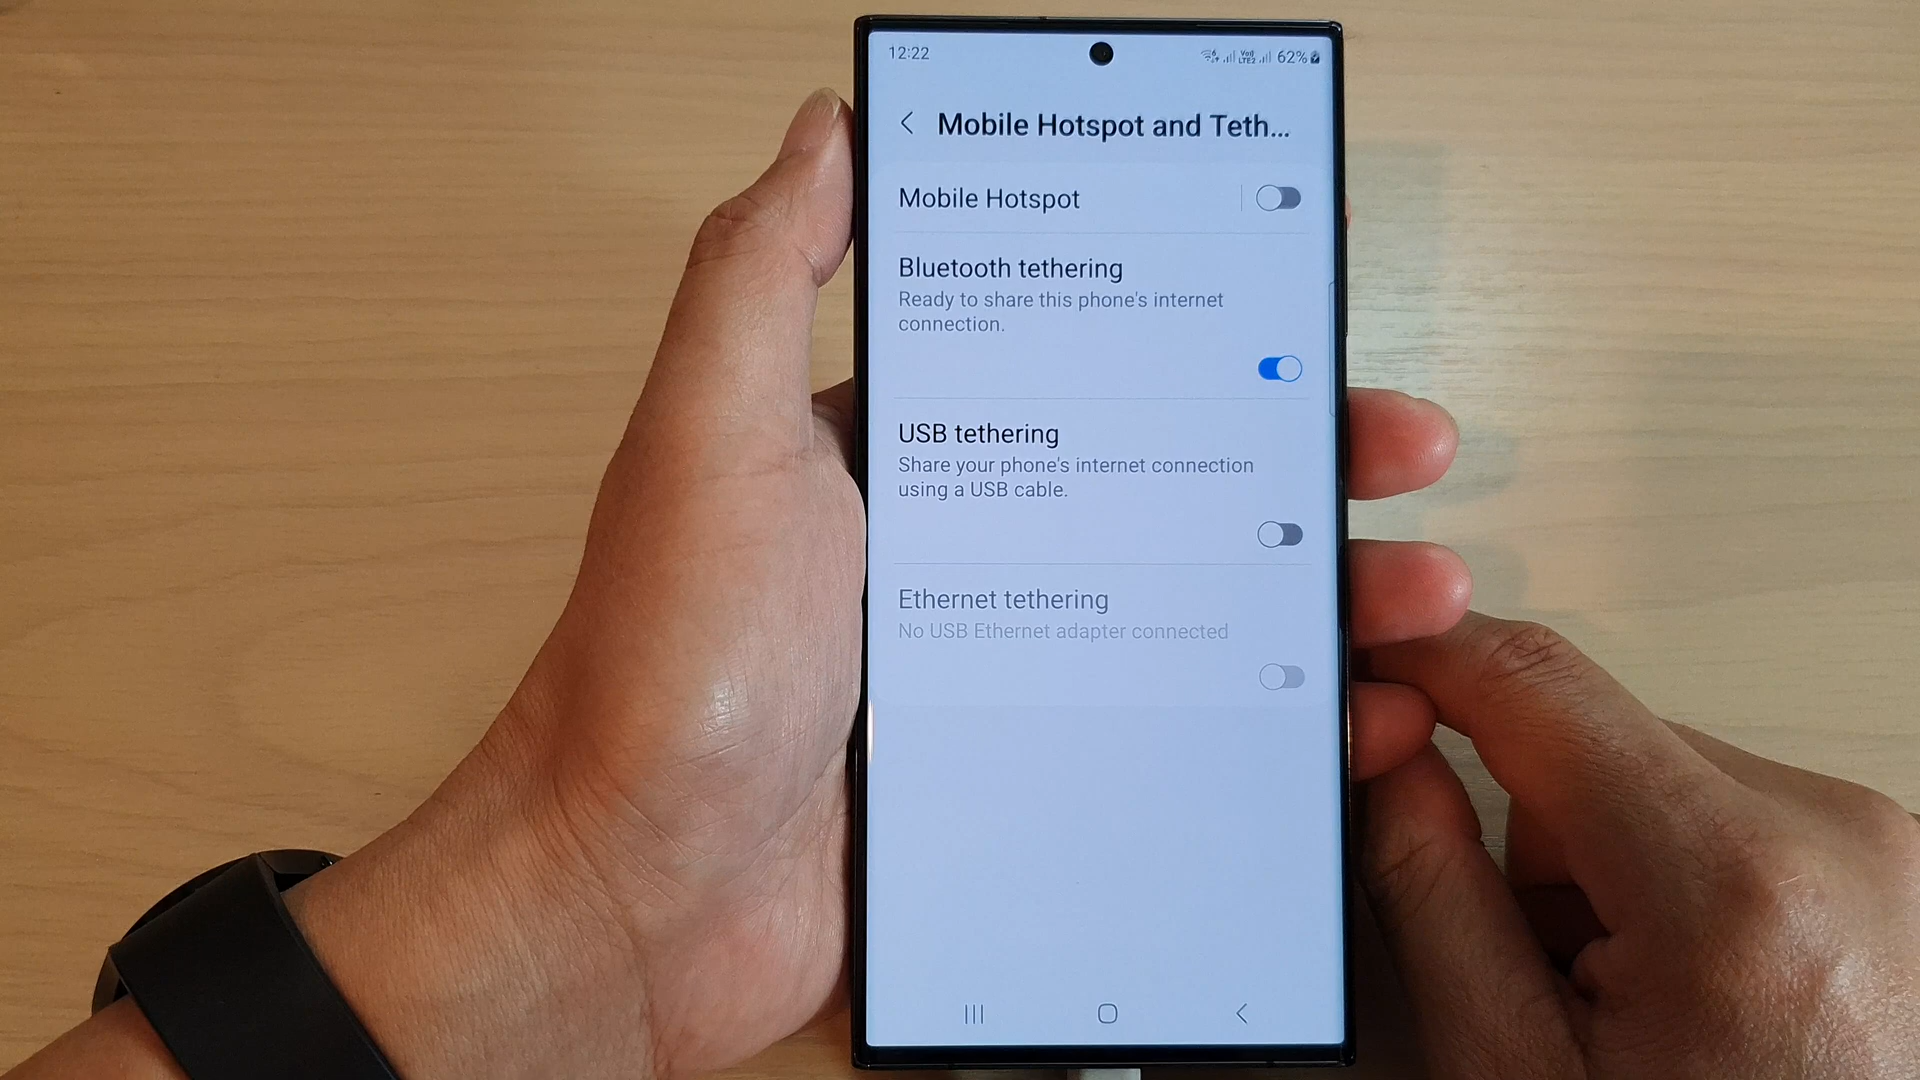 12:22 62%
Mobile Hotspot and Teth...
Mobile Hotspot
Bluetooth tethering
Ready to share this phone's internet
connection.
USB tethering
Share your phone's internet connection
using a USB cable.
Ethernet tethering
No USB Ethernet adapter connected